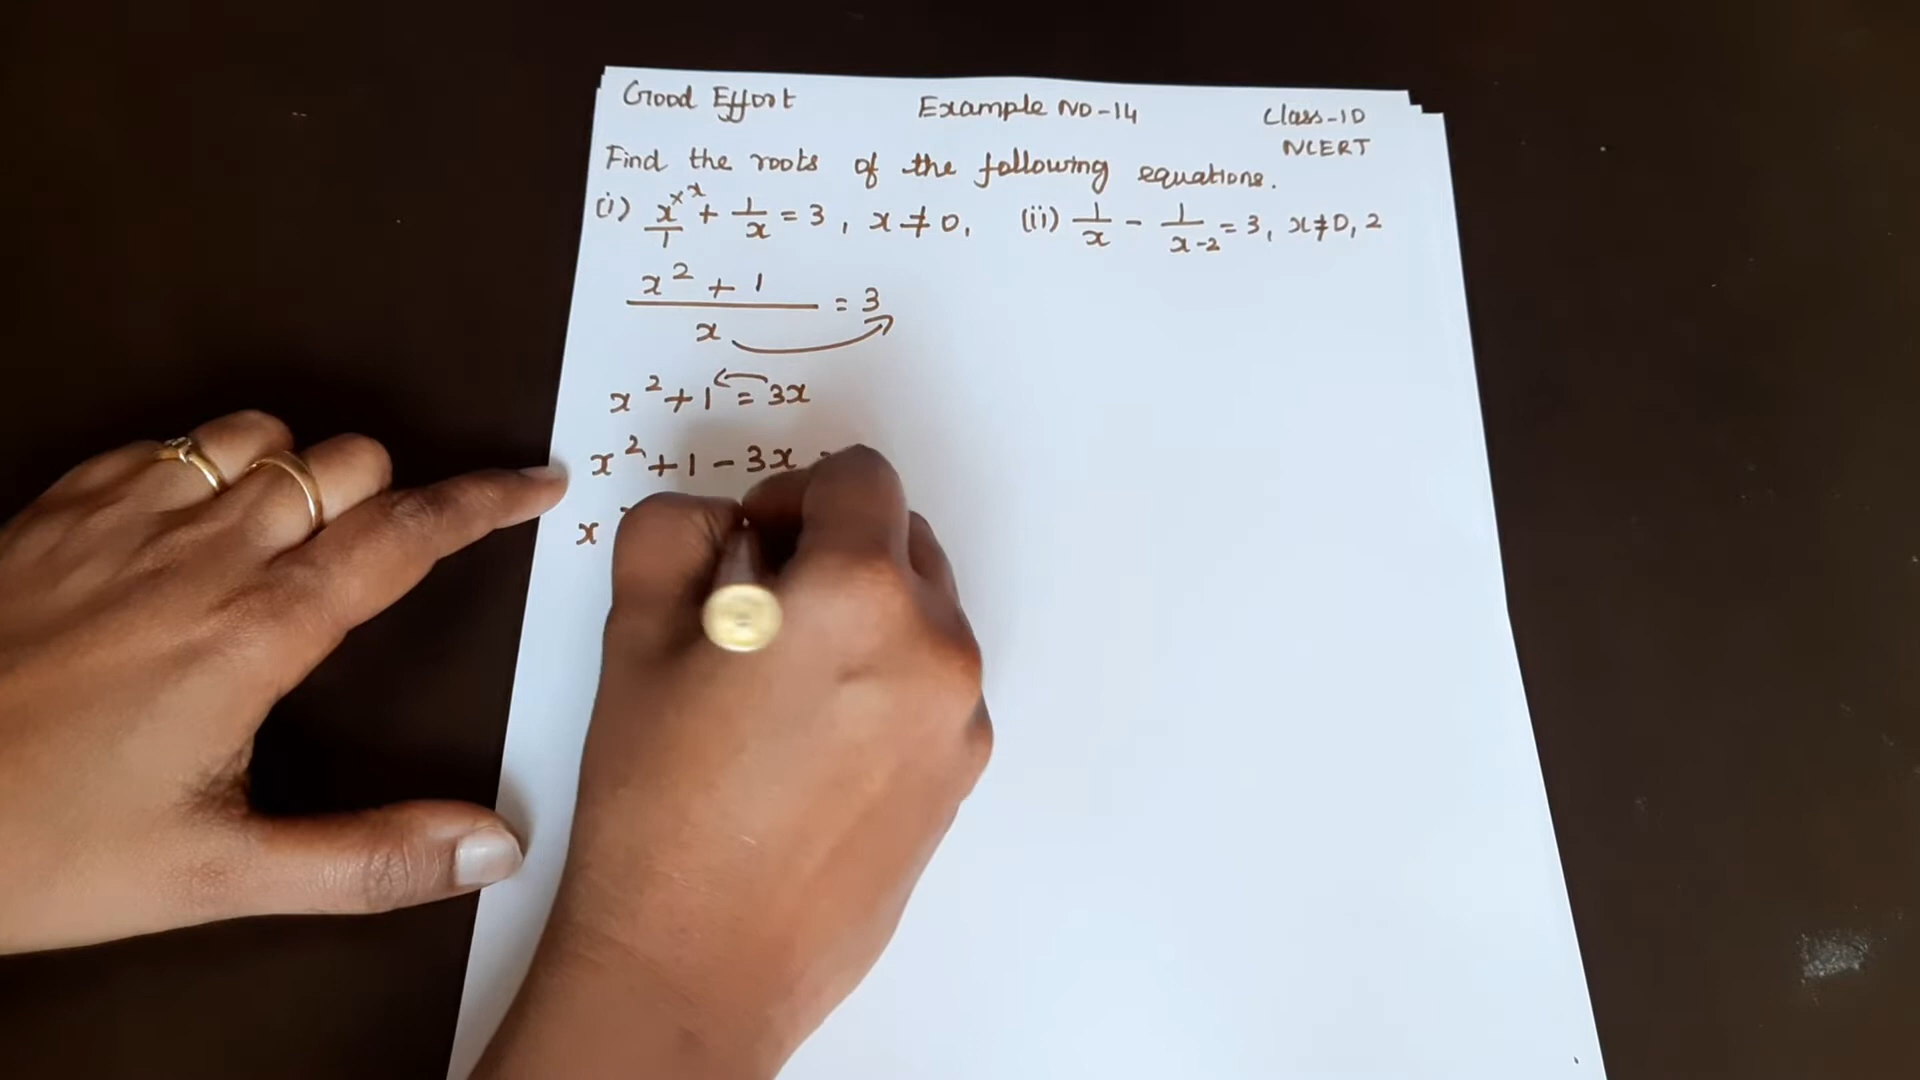 Good Effort Example NO-14 Class-10
NCERT
Find the roots of the following equations.
(i) x/1 ×x + 1/x = 3, x ≠ 0, (ii) 1/x - 1/x-2 = 3, x ≠ 0, 2
x² + 1 / x = 3
x² + 1 = 3x
x² + 1 - 3x
x